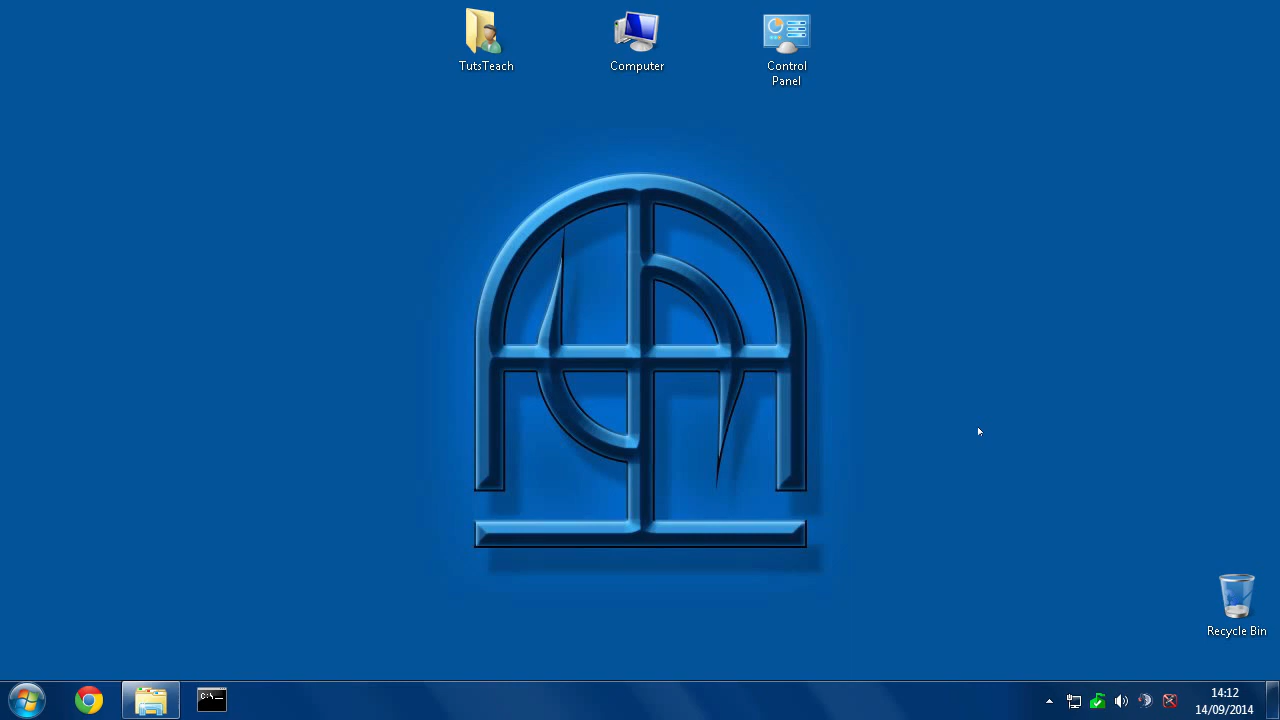 TutsTeach
Computer
Control
Panel
Recycle Bin
C:\_
14:12
14/09/2014